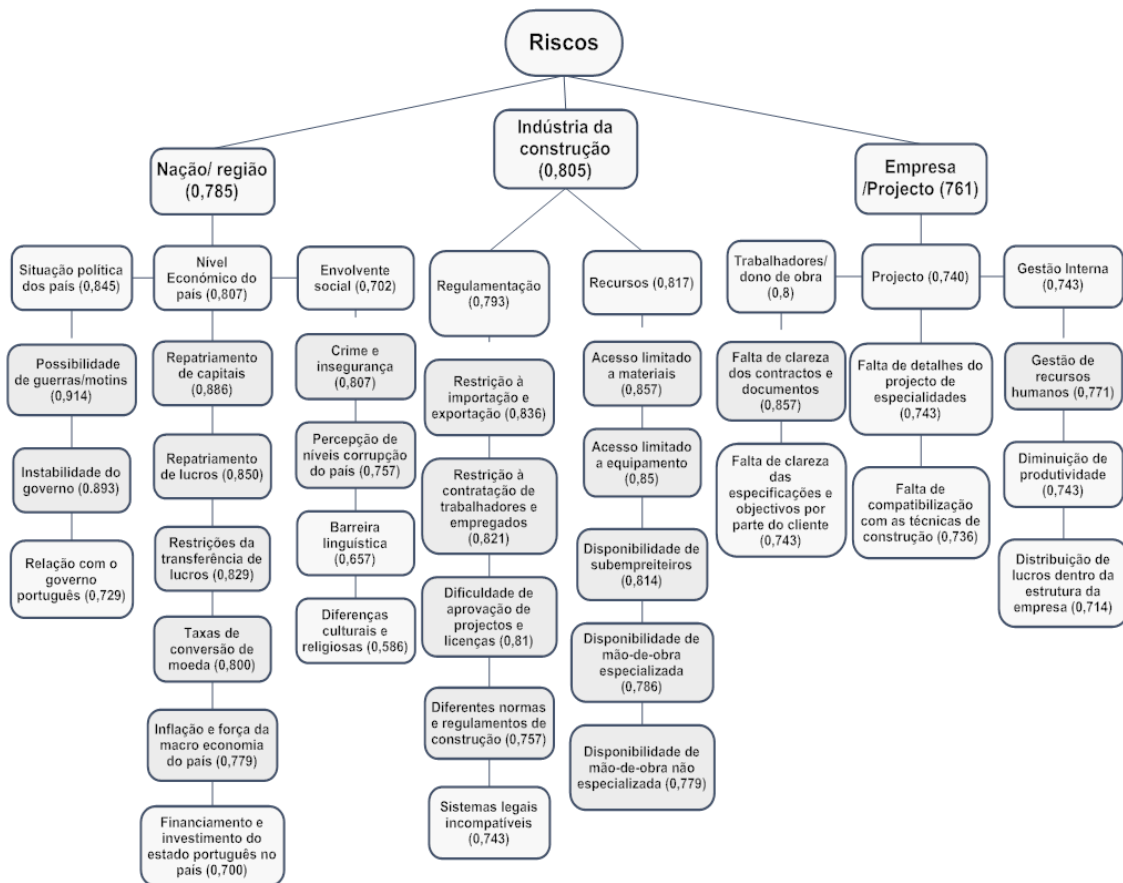 Riscos
Nação/ região
(0,785)
Indústria da
construção
(0,805)
Empresa
/Projecto (761)
Situação política
dos país (0,845)
Possibilidade
de guerras/motins
(0,914)
Instabilidade do
governo (0.893)
Relação com o
governo
português (0,729)
Nível
Económico do
país (0,807)
Repatriamento
de capitais
(0,886)
Repatriamento
de lucros (0,850)
Restrições da
transferência de
lucros (0,829)
Taxas de
conversão de
moeda (0,800)
Inflação e força da
macro economia
do país (0,779)
Financiamento e
investimento do
estado português no
país (0,700)
Envolvente
social (0,702)
Crime e
insegurança
(0,807)
Percepção de
níveis corrupção
do país (0,757)
Barreira
linguística
(0,657)
Diferenças
culturais e
religiosas (0,586)
Regulamentação
(0,793)
Restrição à
importação e
exportação (0,836)
Restrição à
contratação de
trabalhadores e
empregados
(0,821)
Dificuldade de
aprovação de
projectos e
licenças (0,81)
Diferentes normas
e regulamentos de
construção (0,757)
Sistemas legais
incompatíveis
(0,743)
Recursos (0,817)
Acesso limitado
a materiais
(0,857)
Acesso limitado
a equipamento
(0,85)
Disponibilidade de
subempreiteiros
(0,814)
Disponibilidade de
mão-de-obra
especializada
(0,786)
Disponibilidade de
mão-de-obra não
especializada (0,779)
Trabalhadores/
dono de obra
(0,8)
Falta de clareza
dos contractos e
documentos
(0,857)
Falta de clareza
das
especificações e
objectivos por
parte do cliente
(0,743)
Projecto (0,740)
Falta de detalhes do
projecto de
especialidades
(0,743)
Falta de
compatibilização
com as técnicas de
construção (0,736)
Gestão Interna
(0,743)
Gestão de
recursos
humanos (0,771)
Diminuição de
produtividade
(0,743)
Distribuição de
lucros dentro da
estrutura da
empresa (0,714)